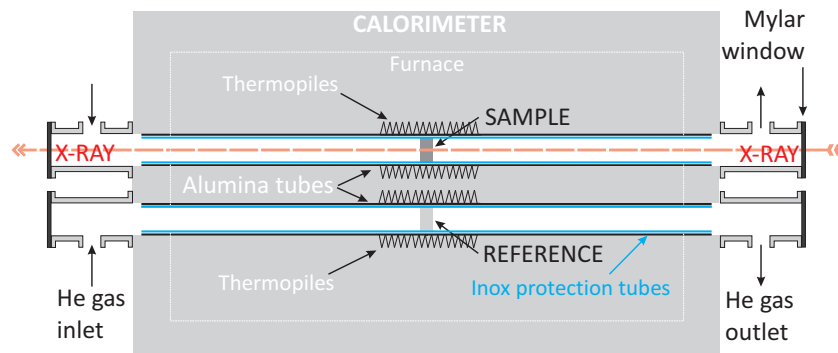 CALORIMETER
Mylar
window
Furnace
Thermopiles
SAMPLE
X-RAY
X-RAY
Alumina tubes
REFERENCE
Thermopiles
Inox protection tubes
He gas
inlet
He gas
outlet